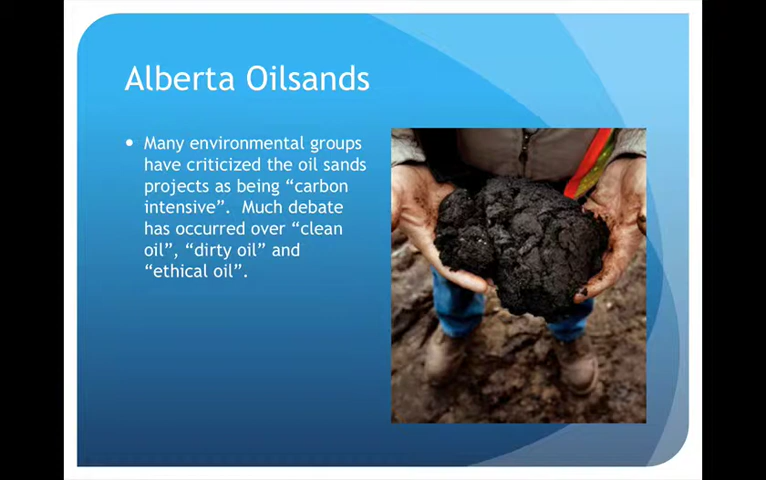 Alberta Oilsands
• Many environmental groups
have criticized the oil sands
projects as being “carbon
intensive”.  Much debate
has occurred over “clean
oil”, “dirty oil” and
“ethical oil”.